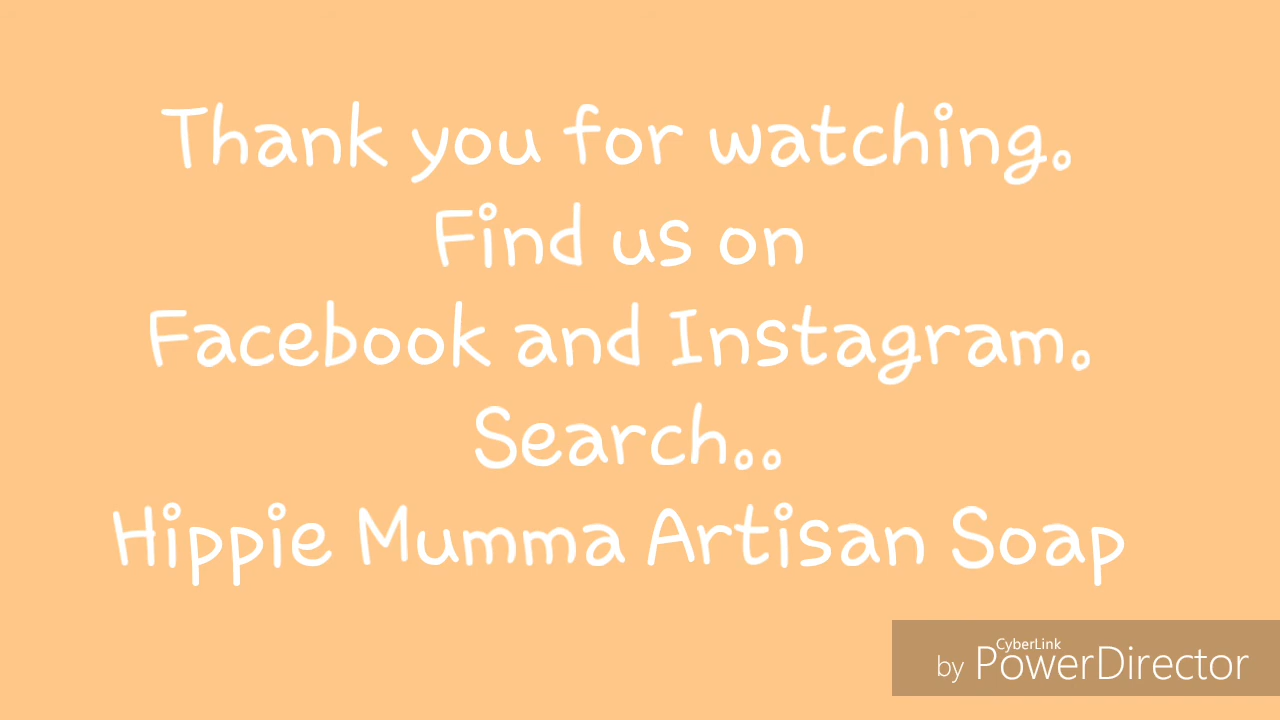 Thank you for watching.
Find us on
Facebook and Instagram.
Search..
Hippie Mumma Artisan Soap
CyberLink
by PowerDirector